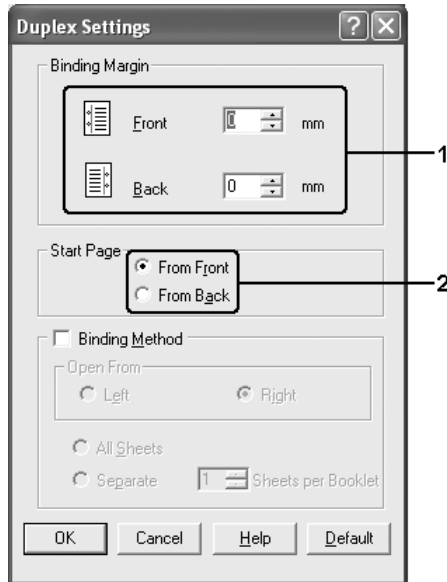 Duplex Settings
Binding Margin
Front 0 mm
1
Back 0 mm
Start Page
From Front
2
From Back
Binding Method
Open From
Left Right
All Sheets
Separate 1 Sheets per Booklet
OK Cancel Help Default